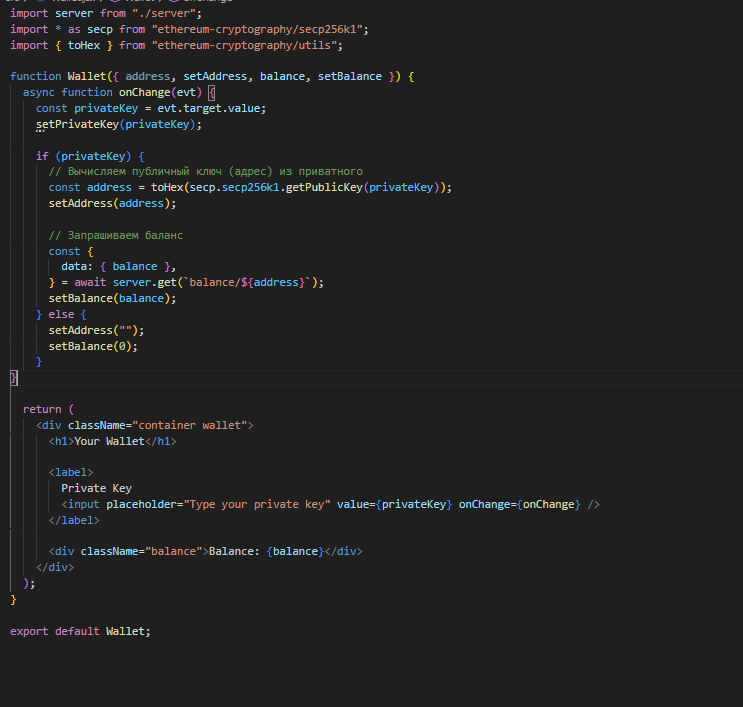 import server from "./server";
import * as secp from "ethereum-cryptography/secp256k1";
import { toHex } from "ethereum-cryptography/utils";
function Wallet({ address, setAddress, balance, setBalance }) {
async function onChange(evt) {
const privateKey = evt.target.value;
setPrivateKey(privateKey);
if (privateKey) {
// Вычисляем публичный ключ (адрес) из приватного
const address = toHex(secp.secp256k1.getPublicKey(privateKey));
setAddress(address);
// Запрашиваем баланс
const {
data: { balance },
} = await server.get(`balance/${address}`);
setBalance(balance);
} else {
setAddress("");
setBalance(0);
}
}
return (
<div className="container wallet">
<h1>Your Wallet</h1>
<label>
Private Key
<input placeholder="Type your private key" value={privateKey} onChange={onChange} />
</label>
<div className="balance">Balance: {balance}</div>
</div>
);
}
export default Wallet;